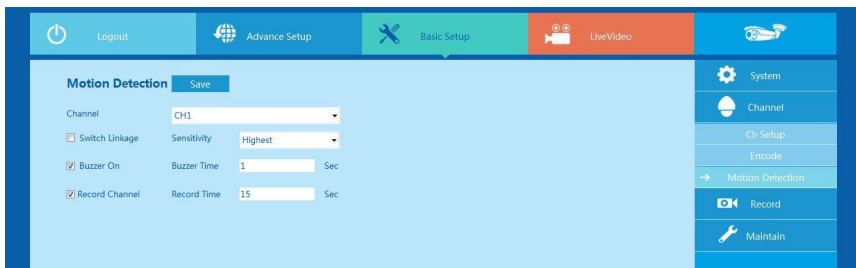 Logout Advance Setup Basic Setup LiveVideo
Motion Detection Save
Channel CH1
Switch Linkage Sensitivity Highest
Buzzer On Buzzer Time 1 Sec
Record Channel Record Time 15 Sec
System
Channel
Ch Setup
Encode
Motion Detection
Record
Maintain